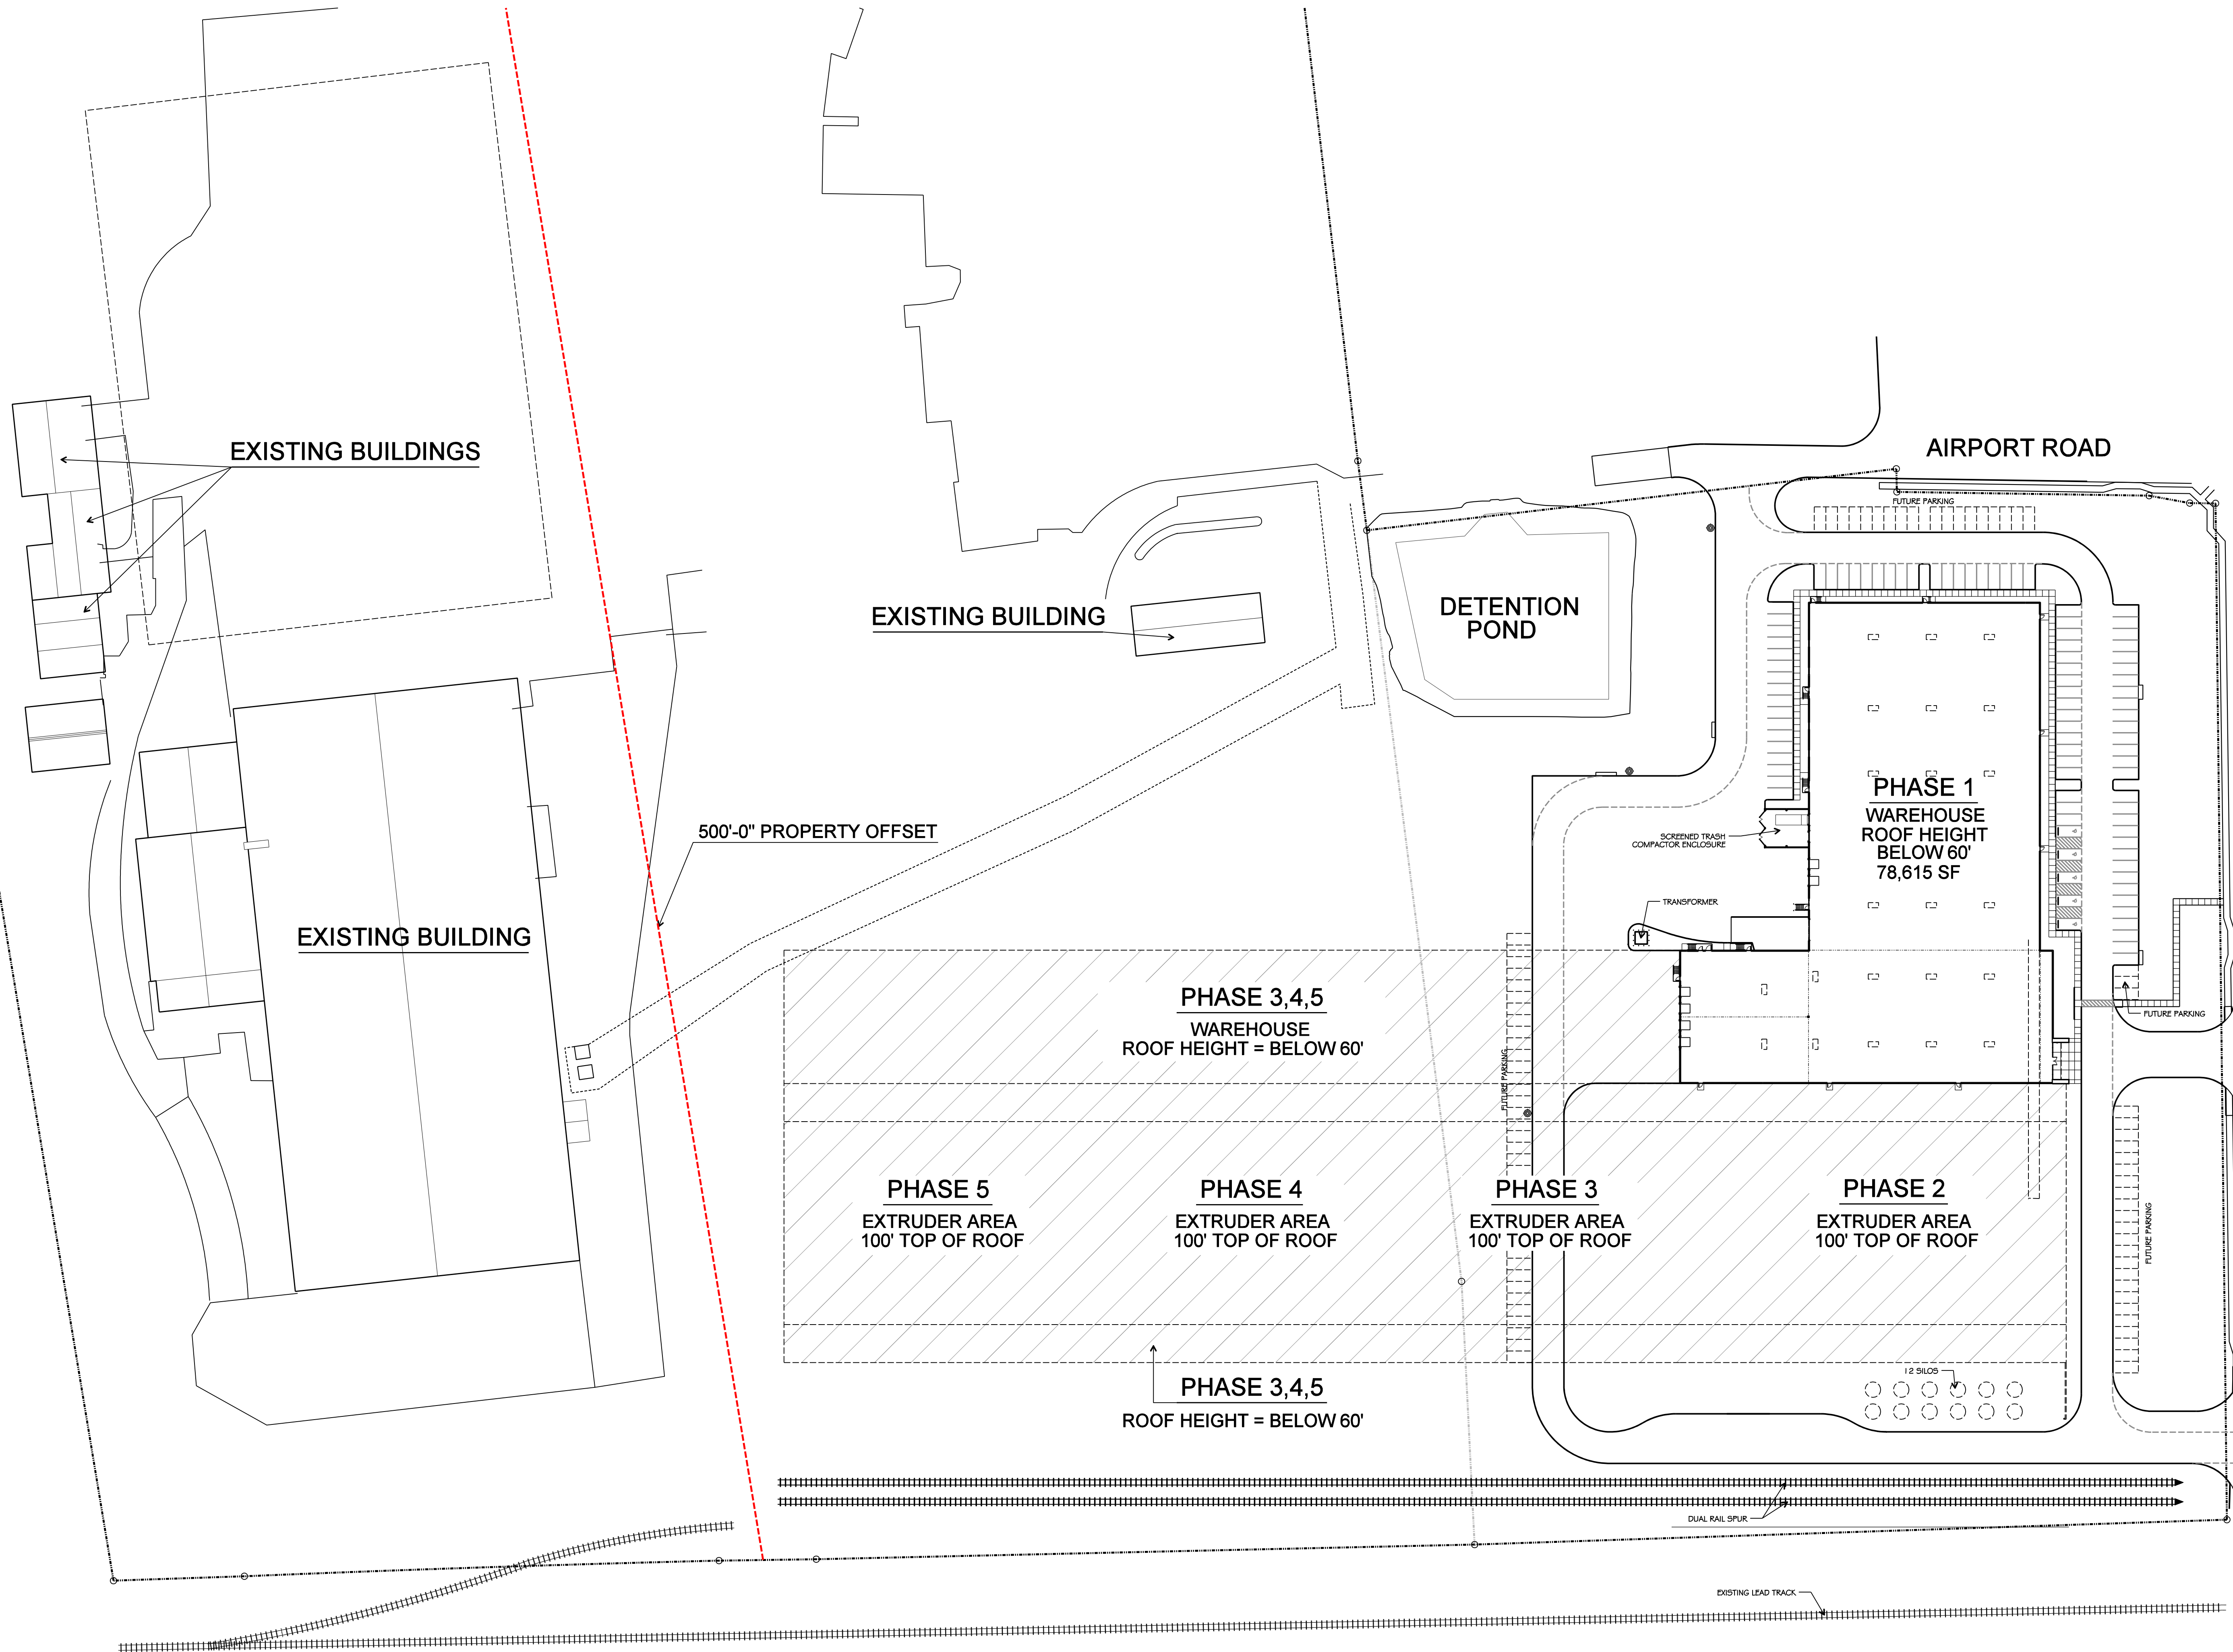 EXISTING BUILDINGS
AIRPORT ROAD
FUTURE PARKING
EXISTING BUILDING
DETENTION
POND
PHASE 1
WAREHOUSE
ROOF HEIGHT
BELOW 60'
78,615 SF
500'-0" PROPERTY OFFSET
SCREENED TRASH
COMPACTOR ENCLOSURE
TRANSFORMER
EXISTING BUILDING
PHASE 3,4,5
WAREHOUSE
ROOF HEIGHT = BELOW 60'
FUTURE PARKING
FUTURE PARKING
PHASE 5
EXTRUDER AREA
100' TOP OF ROOF
PHASE 4
EXTRUDER AREA
100' TOP OF ROOF
PHASE 3
EXTRUDER AREA
100' TOP OF ROOF
PHASE 2
EXTRUDER AREA
100' TOP OF ROOF
FUTURE PARKING
12 SILOS
PHASE 3,4,5
ROOF HEIGHT = BELOW 60'
DUAL RAIL SPUR
EXISTING LEAD TRACK